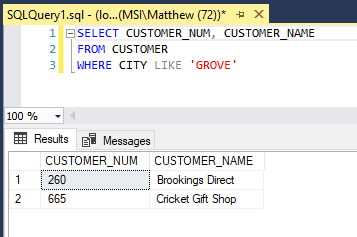 SQLQuery1.sql - (lo...(MSI\Matthew (72))*
1 SELECT CUSTOMER_NUM, CUSTOMER_NAME
2 FROM CUSTOMER
3 WHERE CITY LIKE 'GROVE'
100 %
Results Messages
CUSTOMER_NUM CUSTOMER_NAME
1 260 Brookings Direct
2 665 Cricket Gift Shop